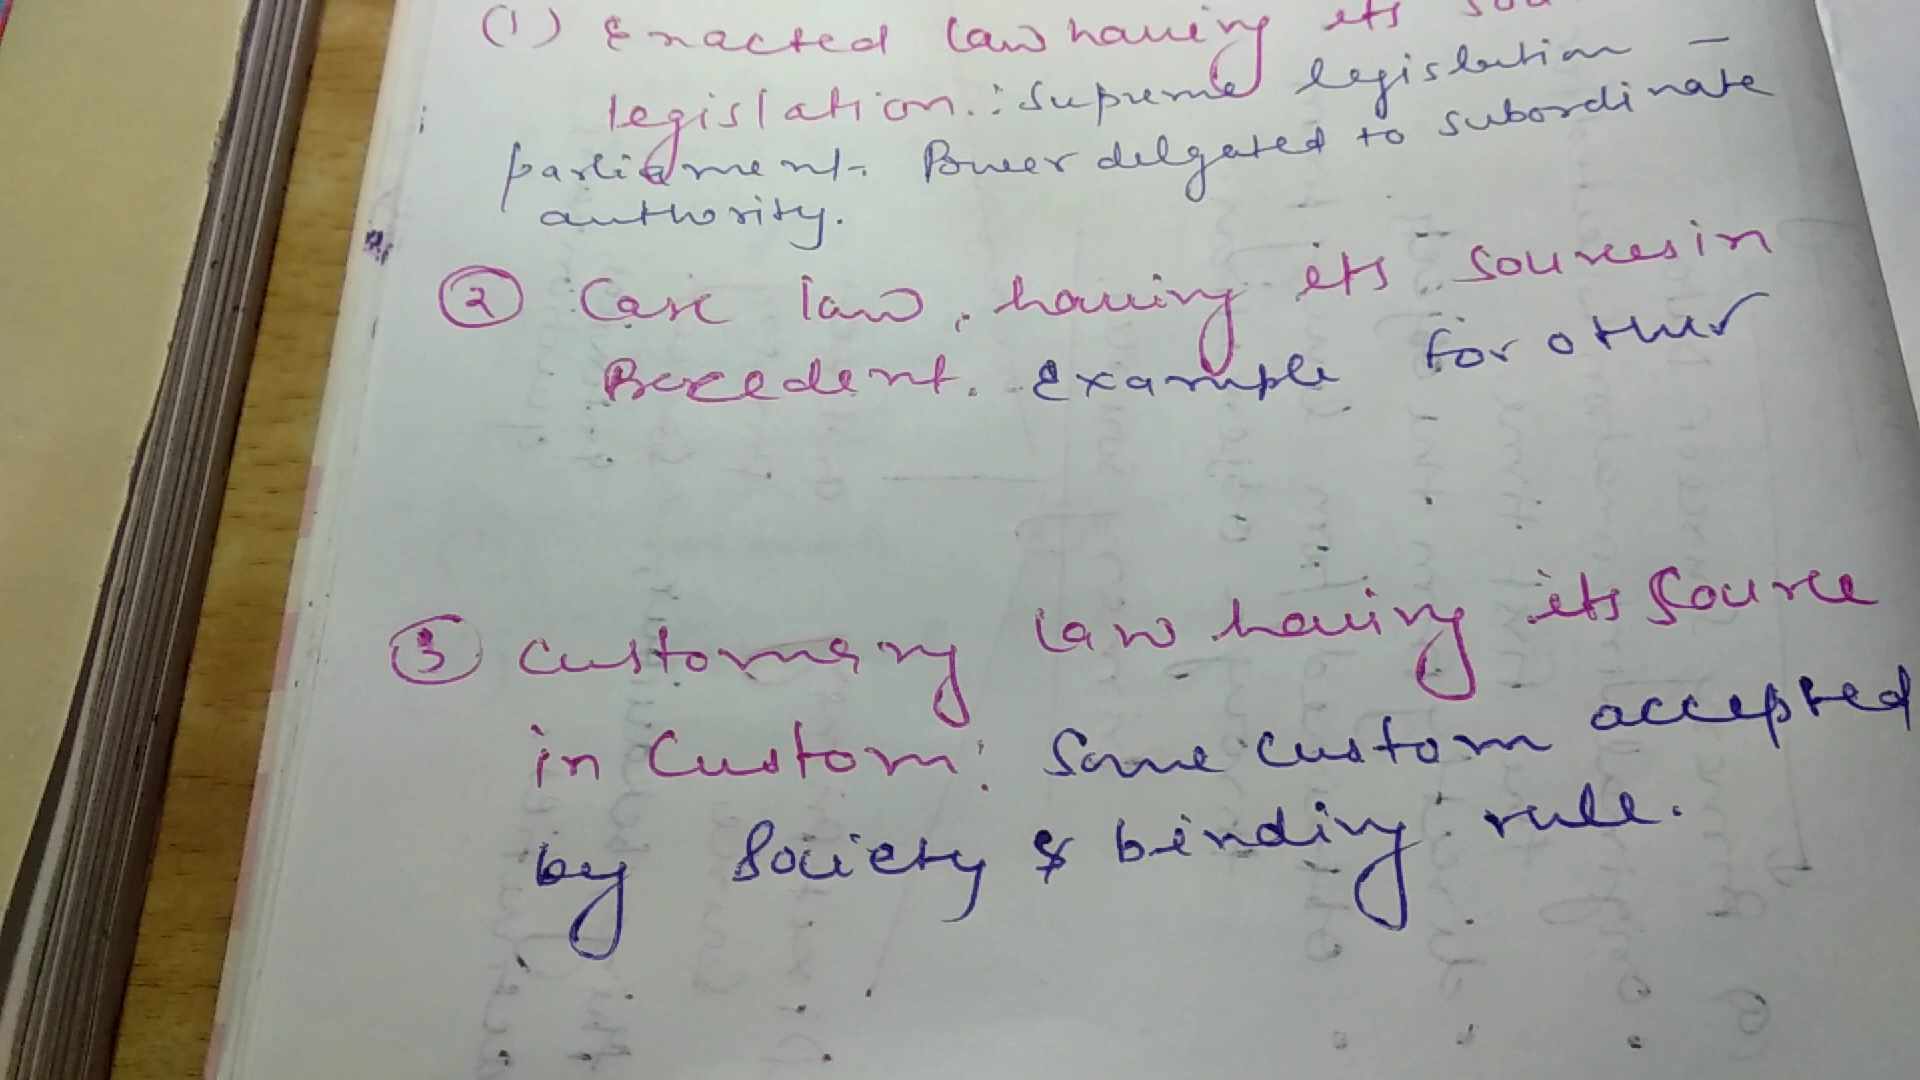 (1) Enacted law having its
legislation.: Supreme legislation –
parliament. Power delgated to subordinate
authority.
② Case law, having its sources in
Precedent. Example for other
③ Customary law having its source
in Custom: Some custom accepted
by Society & binding rule.